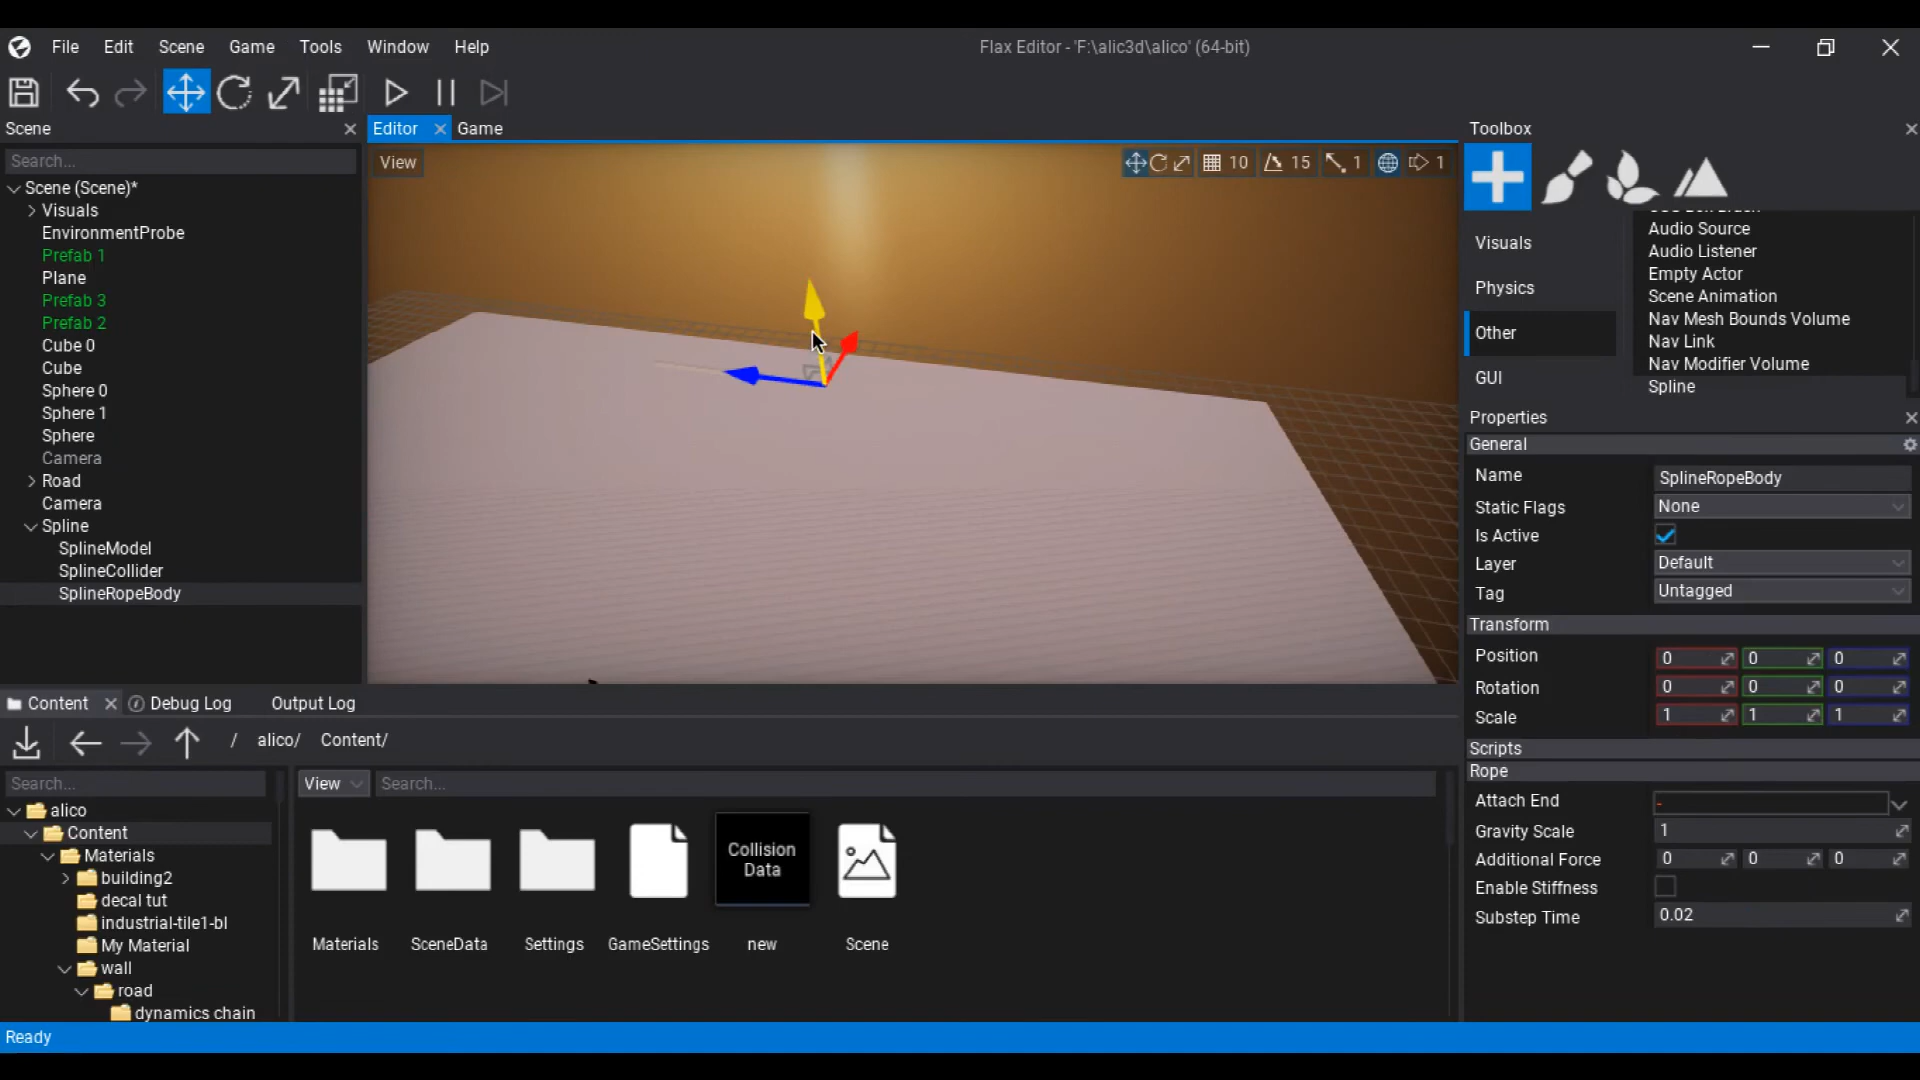 File Edit Scene Game Tools Window Help
Flax Editor - 'F:\alic3d\alico' (64-bit)
Scene
Search...
Scene (Scene)*
Visuals
EnvironmentProbe
Prefab 1
Plane
Prefab 3
Prefab 2
Cube 0
Cube
Sphere 0
Sphere 1
Sphere
Camera
Road
Camera
Spline
SplineModel
SplineCollider
SplineRopeBody
Editor Game
View
10 15 1 1
Toolbox
Visuals
Physics
Other
GUI
Audio Source
Audio Listener
Empty Actor
Scene Animation
Nav Mesh Bounds Volume
Nav Link
Nav Modifier Volume
Spline
Properties
General
Name SplineRopeBody
Static Flags None
Is Active
Layer Default
Tag Untagged
Transform
Position 0 0 0
Rotation 0 0 0
Scale 1 1 1
Scripts
Rope
Attach End -
Gravity Scale 1
Additional Force 0 0 0
Enable Stiffness
Substep Time 0.02
Content Debug Log Output Log
/ alico/ Content/
Search...
alico
Content
Materials
building2
decal tut
industrial-tile1-bl
My Material
wall
road
dynamics chain
View Search...
Collision
Data
Materials SceneData Settings GameSettings new Scene
Ready